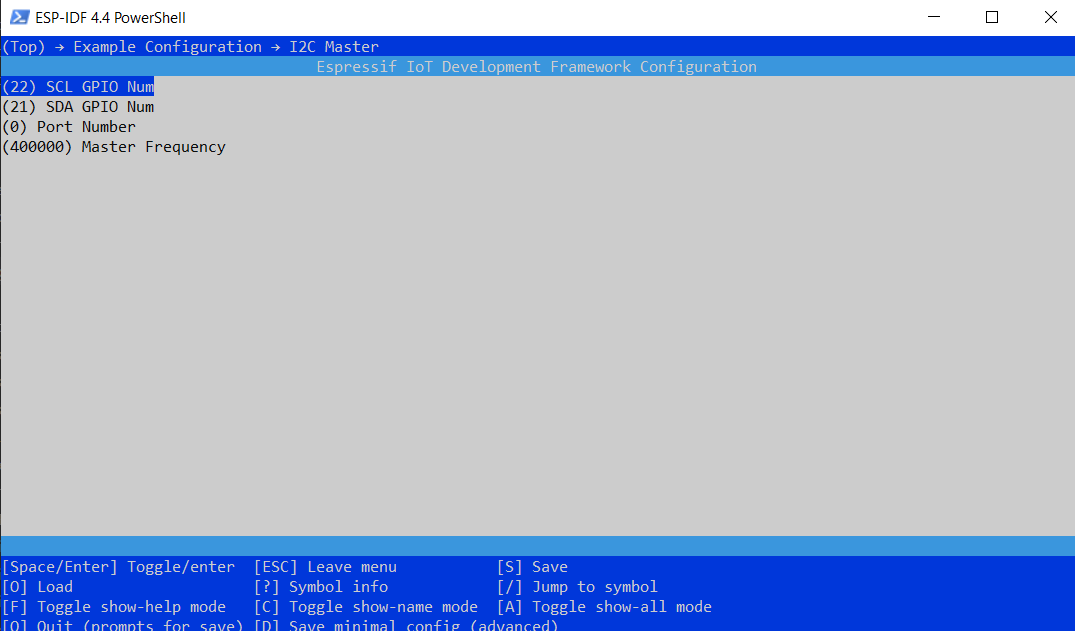 ESP-IDF 4.4 PowerShell
(Top) → Example Configuration → I2C Master
Espressif IoT Development Framework Configuration
(22) SCL GPIO Num
(21) SDA GPIO Num
(0) Port Number
(400000) Master Frequency
[Space/Enter] Toggle/enter [ESC] Leave menu [S] Save
[O] Load [?] Symbol info [/] Jump to symbol
[F] Toggle show-help mode [C] Toggle show-name mode [A] Toggle show-all mode
[Q] Quit (prompts for save) [D] Save minimal config (advanced)